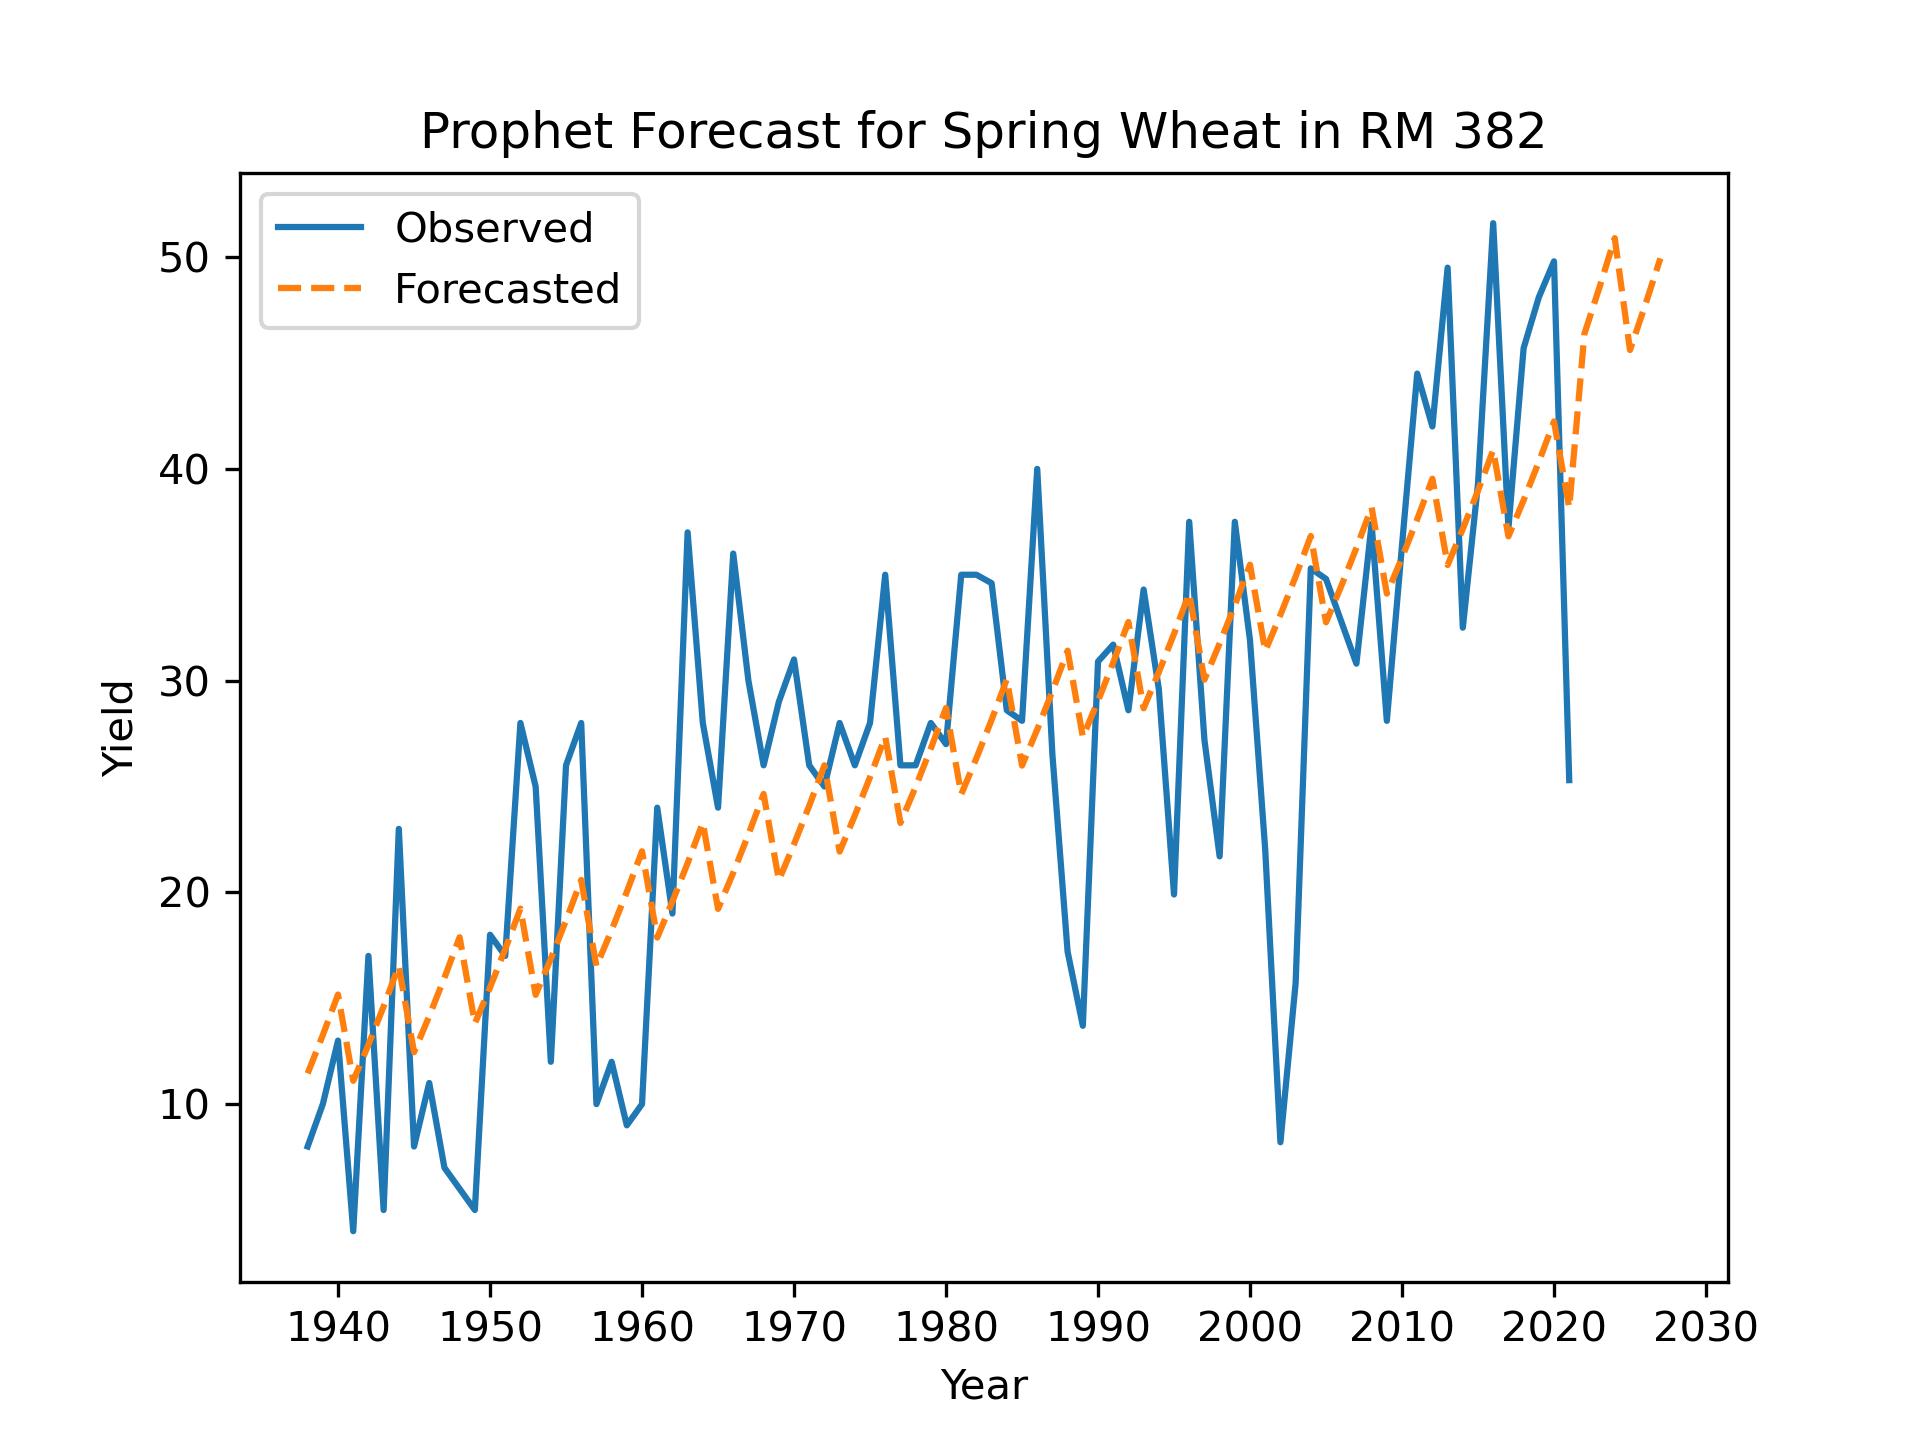 Prophet Forecast for Spring Wheat in RM 382
Observed
Forecasted
50
40
30
20
10
Yield
1940 1950 1960 1970 1980 1990 2000 2010 2020 2030
Year